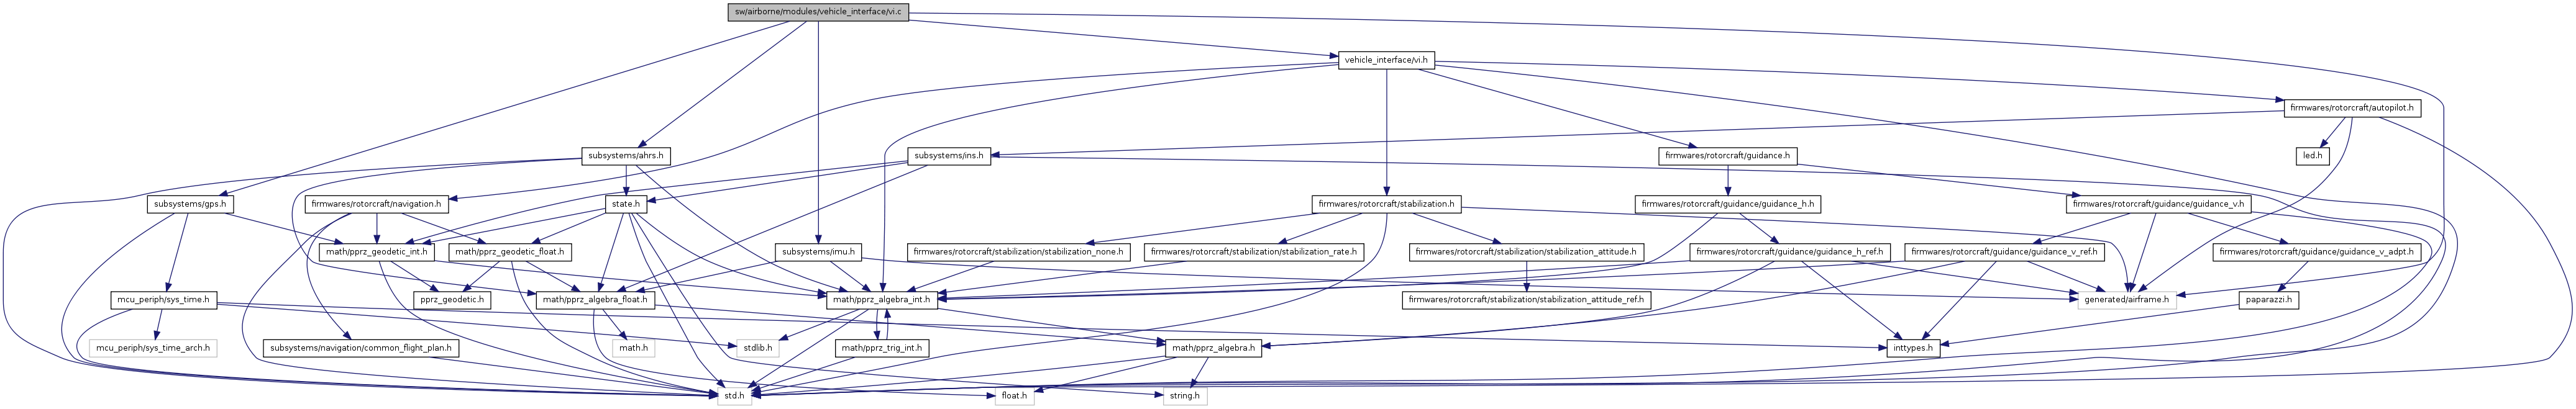 sw/airborne/modules/vehicle_interface/vi.c
vehicle_interface/vi.h
firmwares/rotorcraft/autopilot.h
subsystems/ahrs.h
subsystems/ins.h
firmwares/rotorcraft/guidance.h
led.h
subsystems/gps.h
firmwares/rotorcraft/navigation.h
state.h
firmwares/rotorcraft/stabilization.h
firmwares/rotorcraft/guidance/guidance_h.h
firmwares/rotorcraft/guidance/guidance_v.h
math/pprz_geodetic_int.h
math/pprz_geodetic_float.h
subsystems/imu.h
firmwares/rotorcraft/stabilization/stabilization_none.h
firmwares/rotorcraft/stabilization/stabilization_rate.h
firmwares/rotorcraft/stabilization/stabilization_attitude.h
firmwares/rotorcraft/guidance/guidance_h_ref.h
firmwares/rotorcraft/guidance/guidance_v_ref.h
firmwares/rotorcraft/guidance/guidance_v_adpt.h
mcu_periph/sys_time.h
pprz_geodetic.h
math/pprz_algebra_float.h
math/pprz_algebra_int.h
firmwares/rotorcraft/stabilization/stabilization_attitude_ref.h
generated/airframe.h
paparazzi.h
mcu_periph/sys_time_arch.h
subsystems/navigation/common_flight_plan.h
math.h
stdlib.h
math/pprz_trig_int.h
math/pprz_algebra.h
inttypes.h
std.h
float.h
string.h